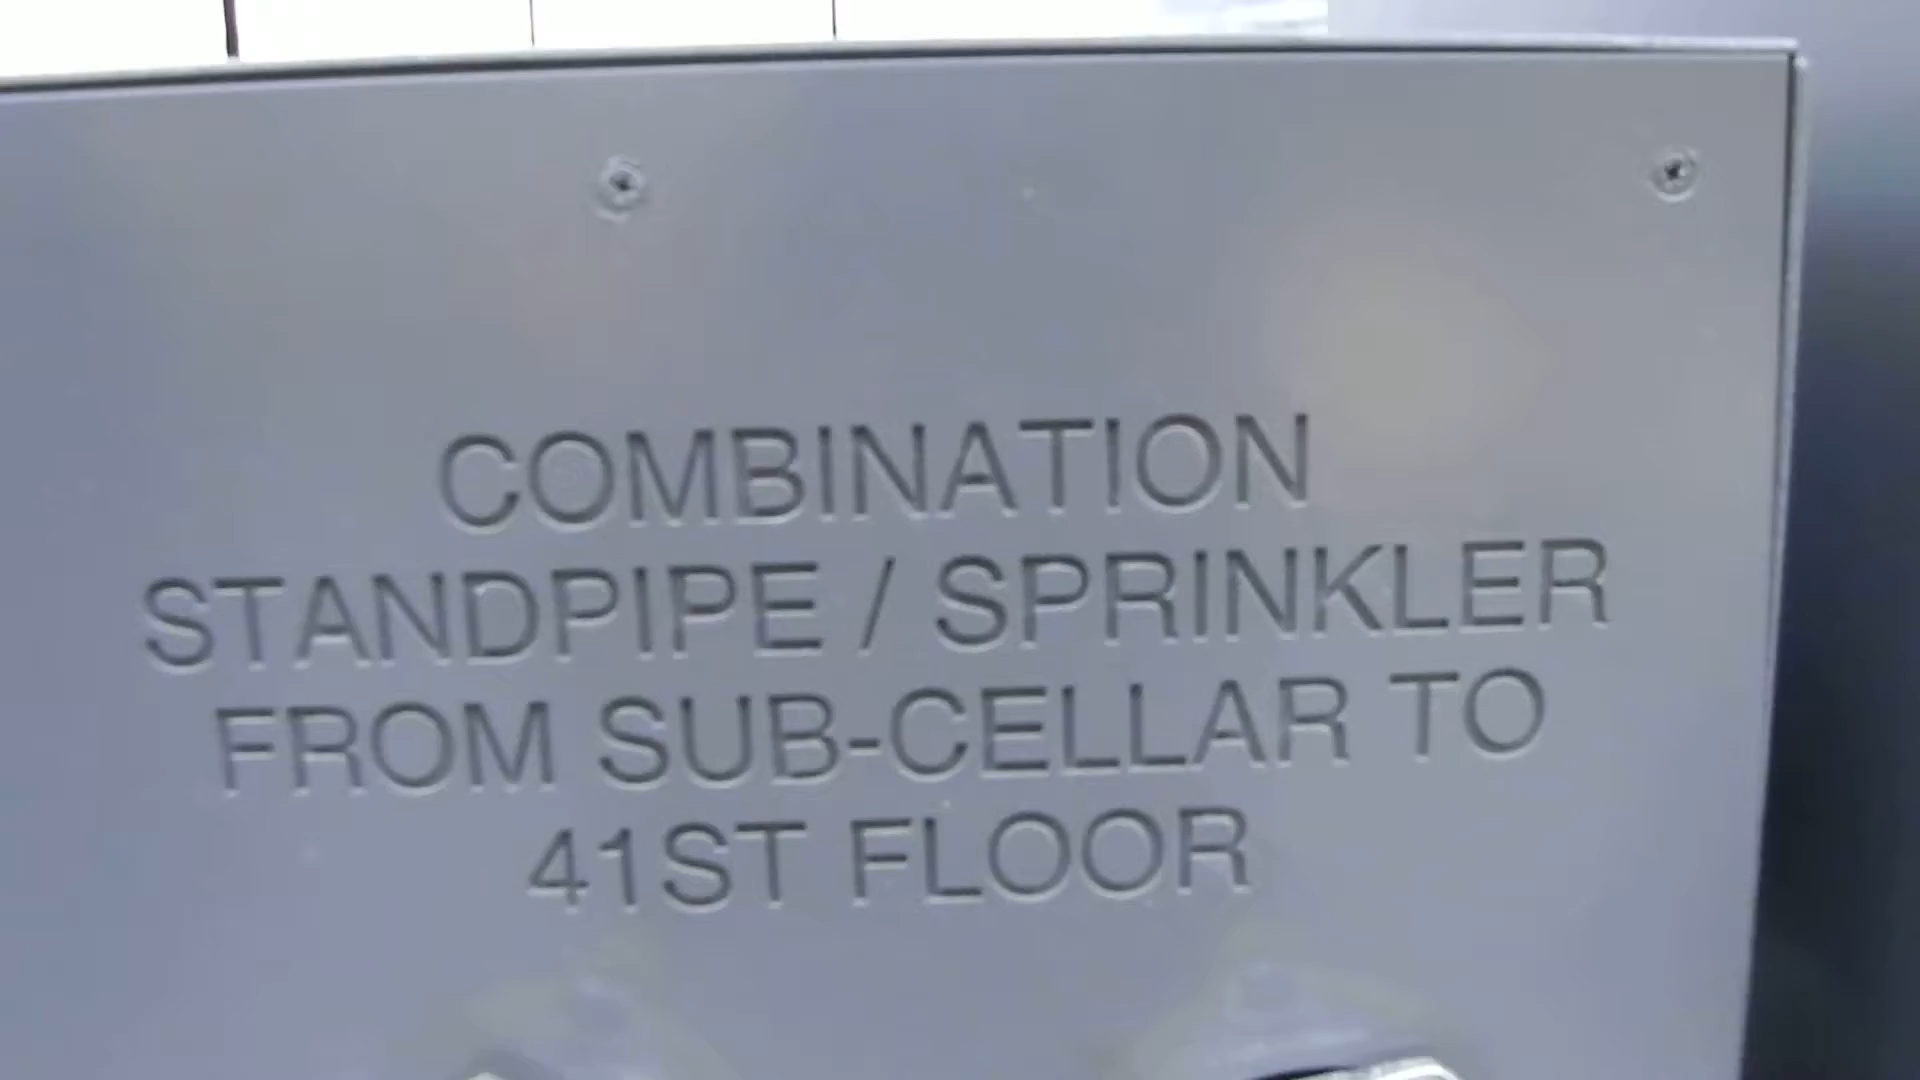 COMBINATION
STANDPIPE / SPRINKLER
FROM SUB-CELLAR TO
41ST FLOOR